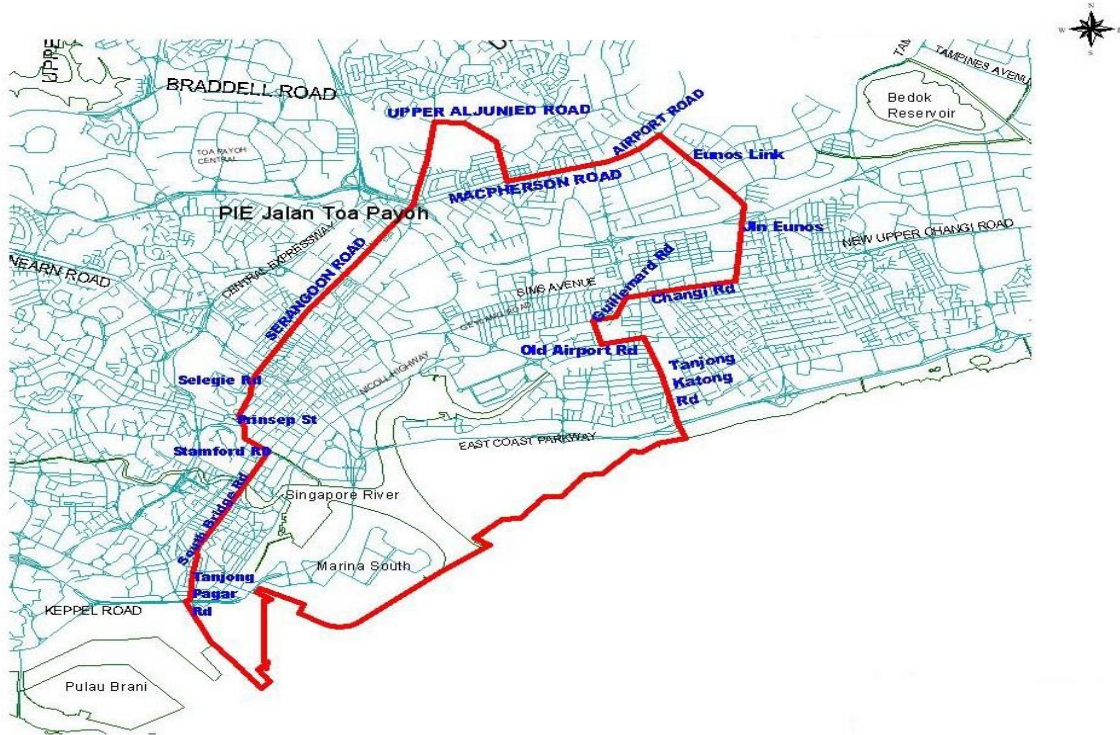 N
W
S
UPPE
BRADDELL ROAD
UPPER ALJUNIED ROAD
AIRPORT ROAD
TAMPINES AVENU
Bedok
Reservoir
TOA PAYOH
CENTRAL
Eunos Link
MACPHERSON ROAD
PIE Jalan Toa Payoh
Jln Eunos
NEW UPPER CHANGI ROAD
NEARN ROAD
CENTRAL EXPRESSWAY
SERANGOON ROAD
SIMS AVENUE
Guillemard Rd
Changi Rd
GEYLANG ROAD
Old Airport Rd
NICOLL HIGHWAY
Tanjong
Katong
Rd
Selegie Rd
Prinsep St
EAST COAST PARKWAY
Stamford Rd
South Bridge Rd
Singapore River
Marina South
Tanjong
Pagar
Rd
KEPPEL ROAD
Pulau Brani